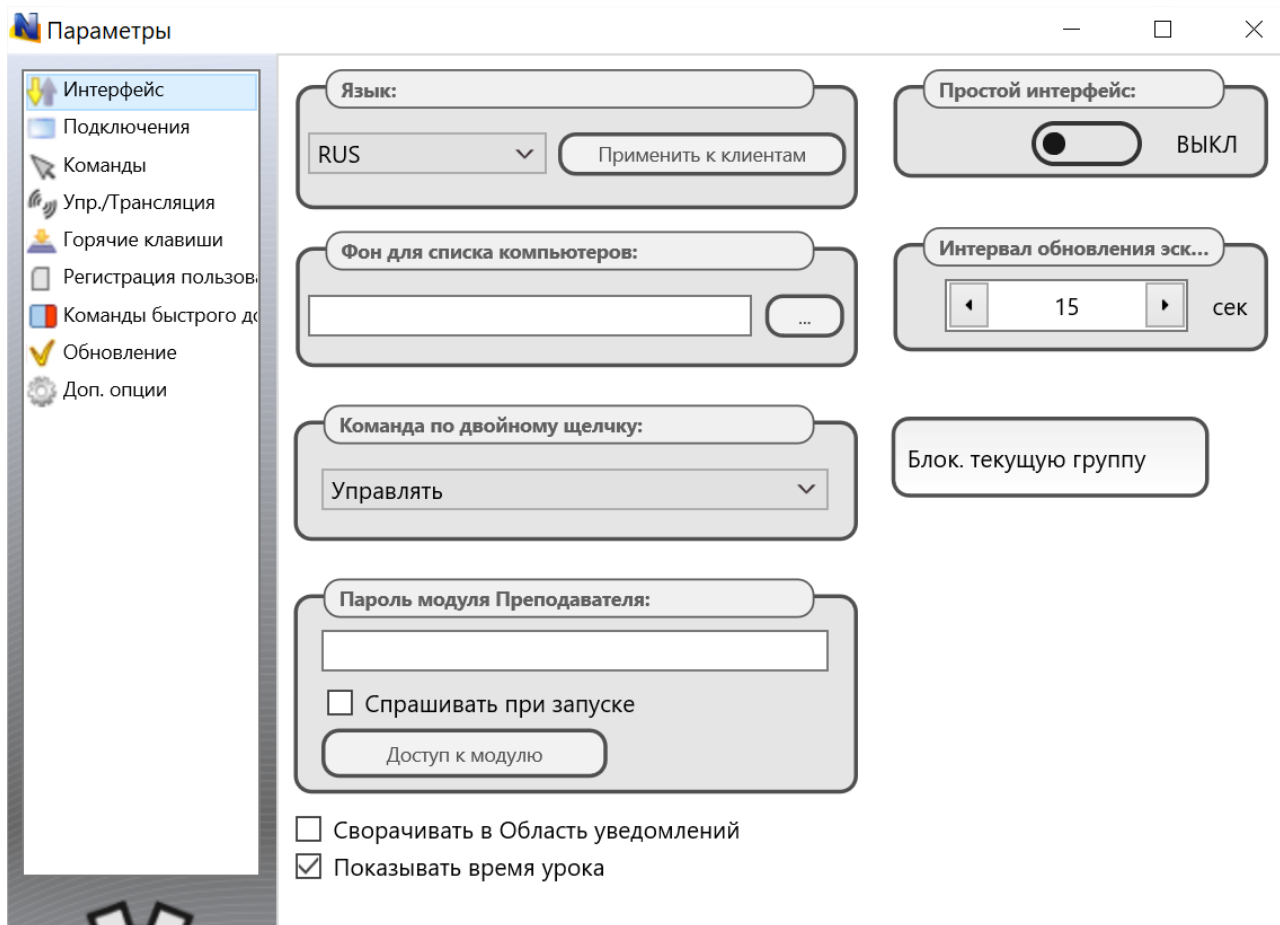 Параметры
Интерфейс
Подключения
Команды
Упр./Трансляция
Горячие клавиши
Регистрация пользов
Команды быстрого д
Обновление
Доп. опции
Язык:
RUS
Применить к клиентам
Фон для списка компьютеров:
...
Команда по двойному щелчку:
Управлять
Пароль модуля Преподавателя:
Спрашивать при запуске
Доступ к модулю
Сворачивать в Область уведомлений
Показывать время урока
Простой интерфейс:
ВЫКЛ
Интервал обновления эск...
15
сек
Блок. текущую группу